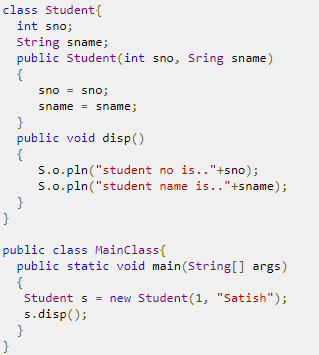 class Student{
int sno;
String sname;
public Student(int sno, Sring sname)
{
sno = sno;
sname = sname;
}
public void disp()
{
S.o.pln("student no is.."+sno);
S.o.pln("student name is.."+sname);
}
}
public class MainClass{
public static void main(String[] args)
{
Student s = new Student(1, "Satish");
s.disp();
}
}